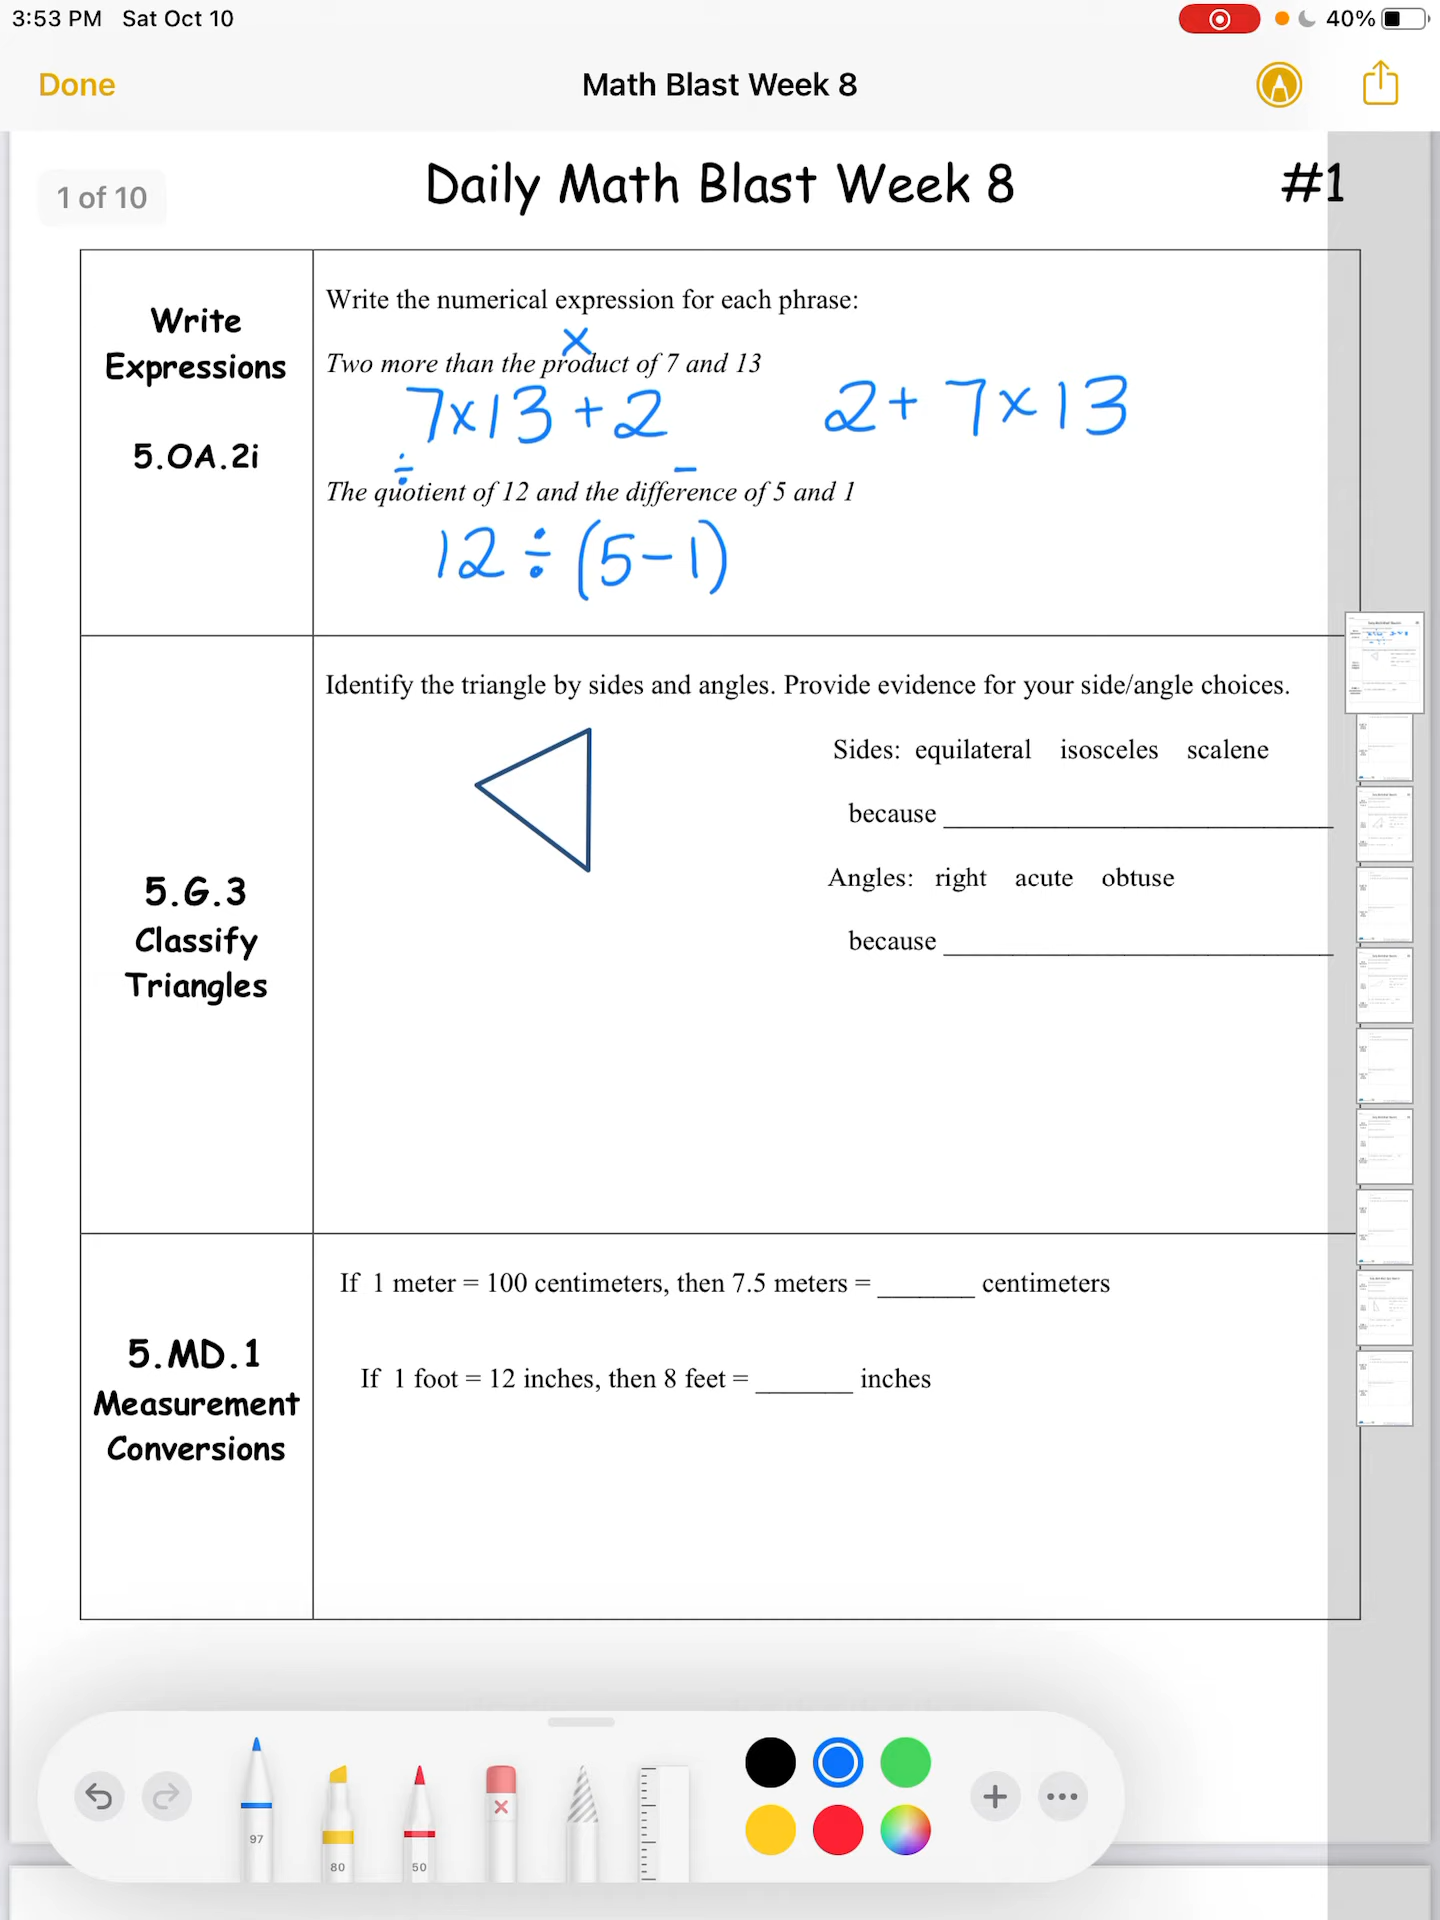 3:53 PM Sat Oct 10
40%
Done
Math Blast Week 8
1 of 10
Daily Math Blast Week 8
#1
Write
Expressions
5.OA.2i
Write the numerical expression for each phrase:
×
Two more than the product of 7 and 13
7×13+2
2+7×13
÷
−
The quotient of 12 and the difference of 5 and 1
12÷(5−1)
5.G.3
Classify
Triangles
Identify the triangle by sides and angles. Provide evidence for your side/angle choices.
Sides: equilateral isosceles scalene
because ____________________________
Angles: right acute obtuse
because ____________________________
5.MD.1
Measurement
Conversions
If 1 meter = 100 centimeters, then 7.5 meters = _______ centimeters
If 1 foot = 12 inches, then 8 feet = _______ inches
97
80
50